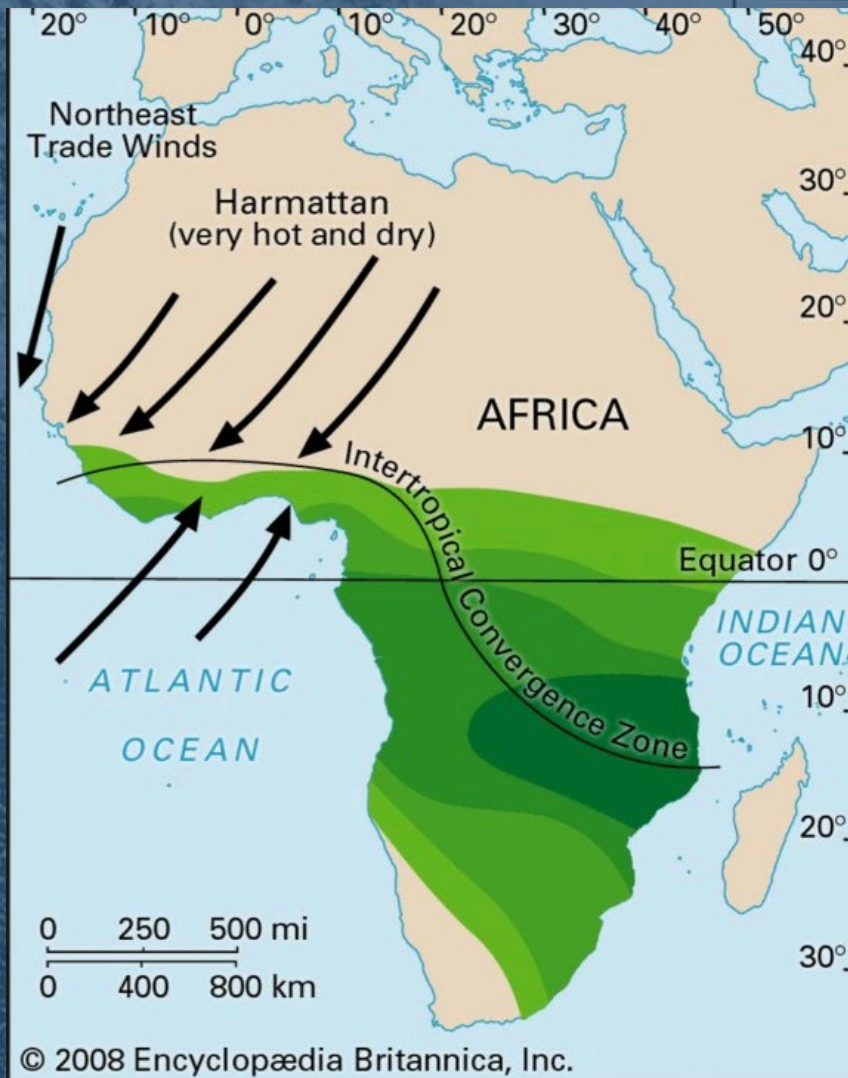 20° 10° 0° 10° 20° 30° 40° 50°
40°
Northeast
Trade Winds
30°
Harmattan
(very hot and dry)
20°
AFRICA
10°
Intertropical Convergence Zone
Equator 0°
INDIAN
OCEAN
ATLANTIC
OCEAN
10°
20°
0 250 500 mi
0 400 800 km
30°
© 2008 Encyclopædia Britannica, Inc.